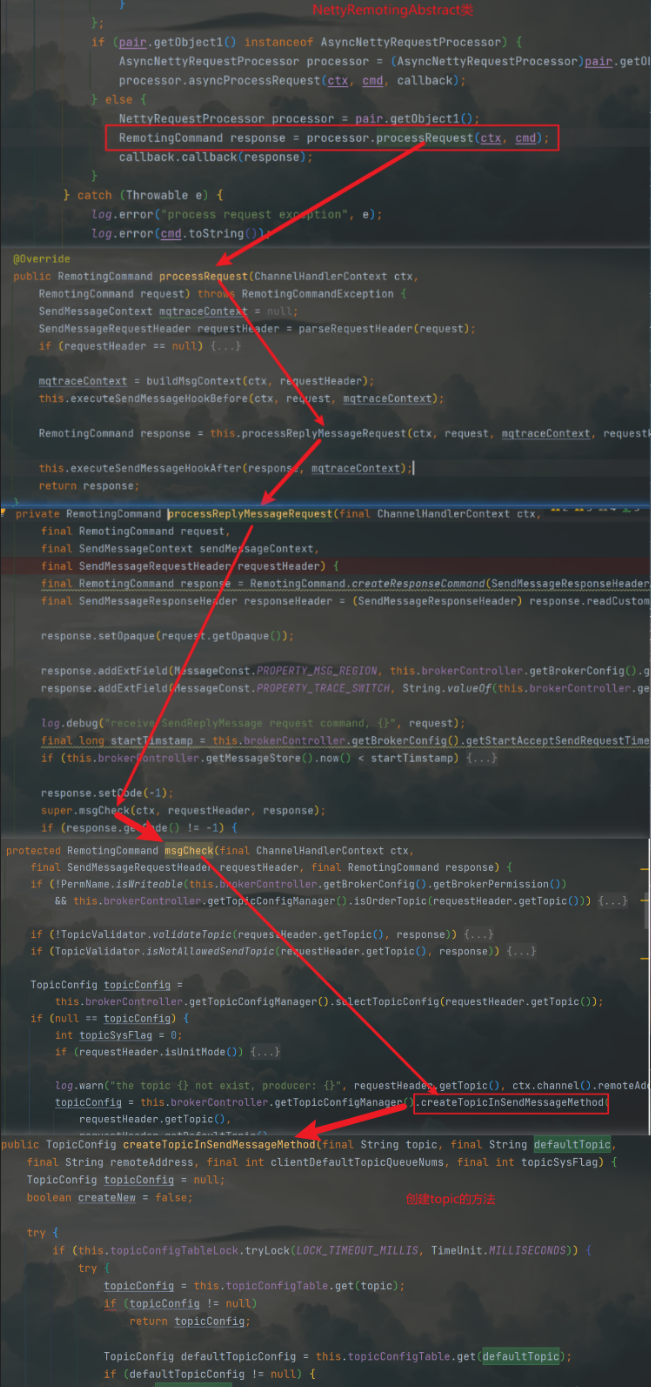 }
NettyRemotingAbstract类
};
if (pair.getObject1() instanceof AsyncNettyRequestProcessor) {
AsyncNettyRequestProcessor processor = (AsyncNettyRequestProcessor)pair.getO
processor.asyncProcessRequest(ctx, cmd, callback);
} else {
NettyRequestProcessor processor = pair.getObject1();
RemotingCommand response = processor.processRequest(ctx, cmd);
callback.callback(response);
}
} catch (Throwable e) {
log.error("process request exception", e);
log.error(cmd.toString());
@Override
public RemotingCommand processRequest(ChannelHandlerContext ctx,
RemotingCommand request) throws RemotingCommandException {
SendMessageContext mqtraceContext = null;
SendMessageRequestHeader requestHeader = parseRequestHeader(request);
if (requestHeader == null) {...}
mqtraceContext = buildMsgContext(ctx, requestHeader);
this.executeSendMessageHookBefore(ctx, request, mqtraceContext);
RemotingCommand response = this.processReplyMessageRequest(ctx, request, mqtraceContext, request
this.executeSendMessageHookAfter(response, mqtraceContext);
return response;
private RemotingCommand processReplyMessageRequest(final ChannelHandlerContext ctx,
final RemotingCommand request,
final SendMessageContext sendMessageContext,
final SendMessageRequestHeader requestHeader) {
final RemotingCommand response = RemotingCommand.createResponseCommand(SendMessageResponseHeader
final SendMessageResponseHeader responseHeader = (SendMessageResponseHeader) response.readCustom
response.setOpaque(request.getOpaque());
response.addExtField(MessageConst.PROPERTY_MSG_REGION, this.brokerController.getBrokerConfig().g
response.addExtField(MessageConst.PROPERTY_TRACE_SWITCH, String.valueOf(this.brokerController.ge
log.debug("receive SendReplyMessage request command, {}", request);
final long startTimstamp = this.brokerController.getBrokerConfig().getStartAcceptSendRequestTime
if (this.brokerController.getMessageStore().now() < startTimstamp) {...}
response.setCode(-1);
super.msgCheck(ctx, requestHeader, response);
if (response.getCode() != -1) {
protected RemotingCommand msgCheck(final ChannelHandlerContext ctx,
final SendMessageRequestHeader requestHeader, final RemotingCommand response) {
if (!PermName.isWriteable(this.brokerController.getBrokerConfig().getBrokerPermission())
&& this.brokerController.getTopicConfigManager().isOrderTopic(requestHeader.getTopic())) {...}
if (!TopicValidator.validateTopic(requestHeader.getTopic(), response)) {...}
if (TopicValidator.isNotAllowedSendTopic(requestHeader.getTopic(), response)) {...}
TopicConfig topicConfig =
this.brokerController.getTopicConfigManager().selectTopicConfig(requestHeader.getTopic());
if (null == topicConfig) {
int topicSysFlag = 0;
if (requestHeader.isUnitMode()) {...}
log.warn("the topic {} not exist, producer: {}", requestHeader.getTopic(), ctx.channel().remoteAdd
topicConfig = this.brokerController.getTopicConfigManager().createTopicInSendMessageMethod(
requestHeader.getTopic(),
public TopicConfig createTopicInSendMessageMethod(final String topic, final String defaultTopic,
final String remoteAddress, final int clientDefaultTopicQueueNums, final int topicSysFlag) {
TopicConfig topicConfig = null;
boolean createNew = false;
创建topic的方法
try {
if (this.topicConfigTableLock.tryLock(LOCK_TIMEOUT_MILLIS, TimeUnit.MILLISECONDS)) {
try {
topicConfig = this.topicConfigTable.get(topic);
if (topicConfig != null)
return topicConfig;
TopicConfig defaultTopicConfig = this.topicConfigTable.get(defaultTopic);
if (defaultTopicConfig != null) {